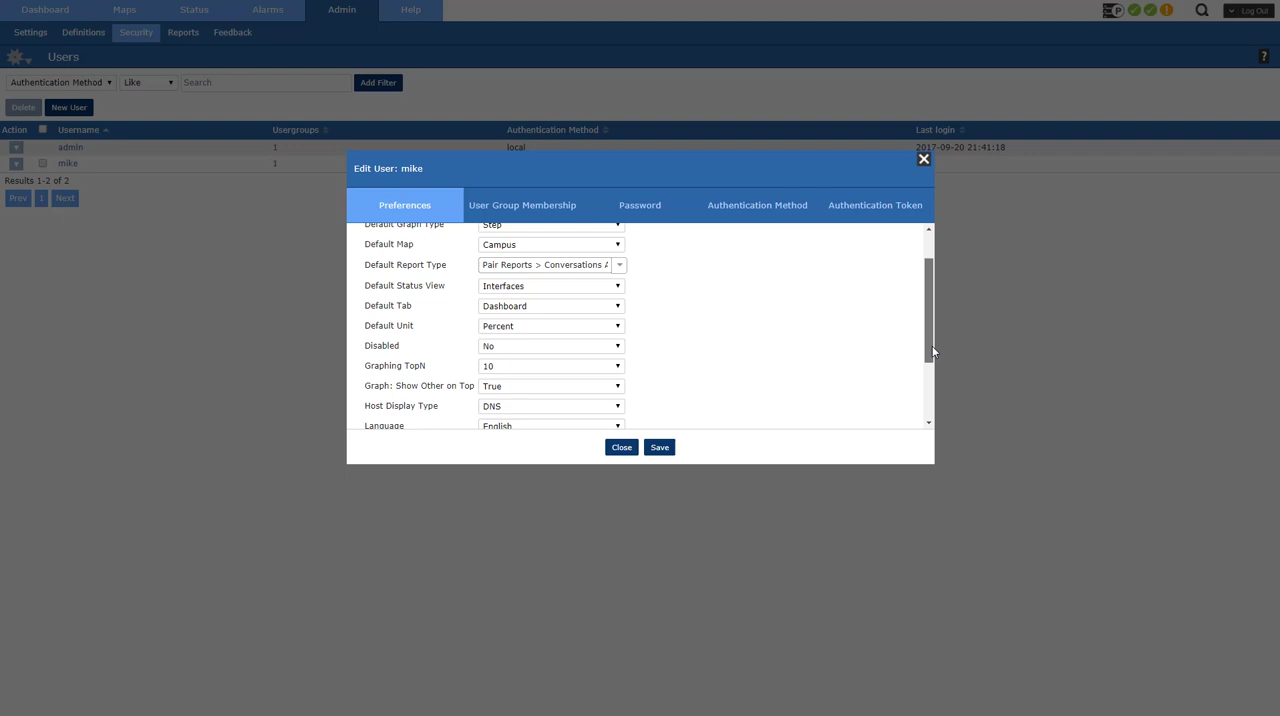 Dashboard Maps Status Alarms Admin Help P Log Out
Settings Definitions Security Reports Feedback
Users ?
Authentication Method Like Search Add Filter
Delete New User
Action Username Usergroups Authentication Method Last login
admin 1 local 2017-09-20 21:41:18
mike 1
Results 1-2 of 2
Prev 1 Next
Edit User: mike
Preferences User Group Membership Password Authentication Method Authentication Token
Default Graph Type Step
Default Map Campus
Default Report Type Pair Reports > Conversations A
Default Status View Interfaces
Default Tab Dashboard
Default Unit Percent
Disabled No
Graphing TopN 10
Graph: Show Other on Top True
Host Display Type DNS
Language English
Close Save